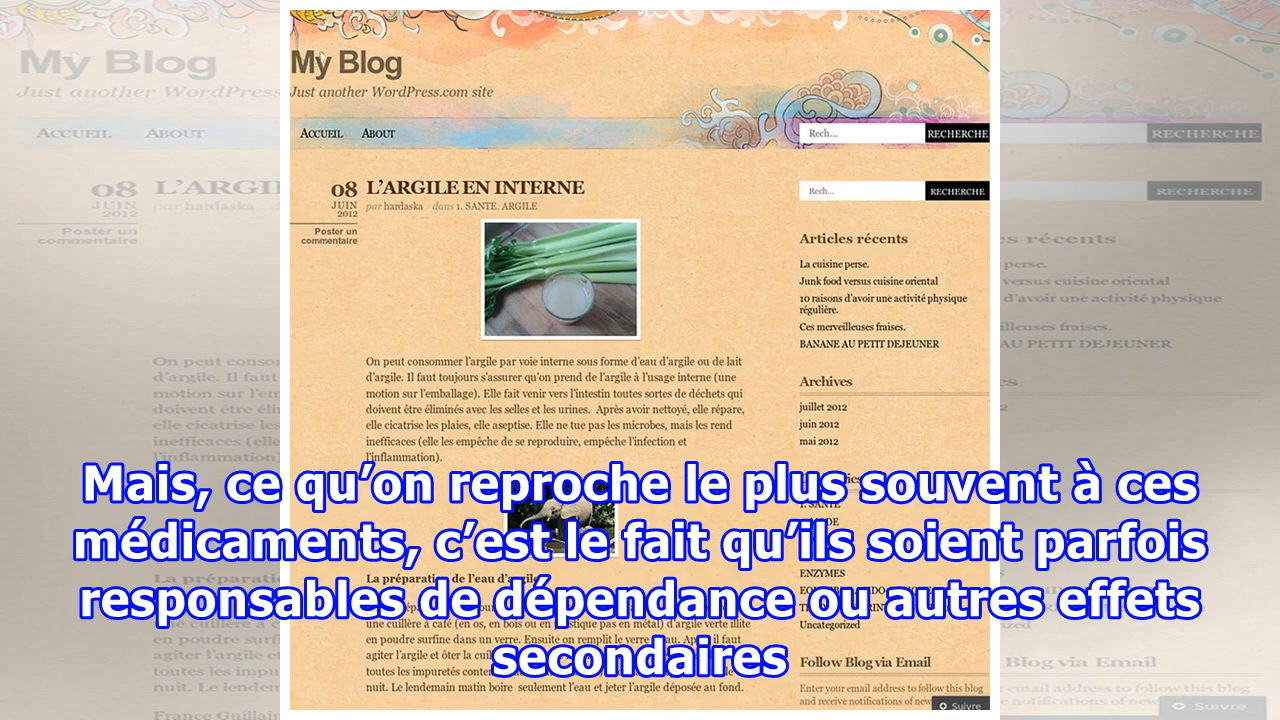 My Blog
Just another WordPress.com site
ACCUEIL ABOUT
Rech... RECHERCHE
08
JUIN
2012
Poster un
commentaire
L'ARGILE EN INTERNE
par hardaska dans 1. SANTE, ARGILE
On peut consommer l'argile par voie interne sous forme d'eau d'argile ou de lait
d'argile. Il faut toujours s'assurer qu'on prend de l'argile à l'usage interne (une
motion sur l'emballage). Elle fait venir vers l'intestin toutes sortes de déchets qui
doivent être éliminés avec les selles et les urines. Après avoir nettoyé, elle répare,
elle cicatrise les plaies, elle aseptise. Elle ne tue pas les microbes, mais les rend
inefficaces (elle les empêche de se reproduire, empêche l'infection et
l'inflammation).
Rech... RECHERCHE
Articles récents
La cuisine perse.
Junk food versus cuisine oriental
10 raisons d'avoir une activité physique
régulière.
Ces merveilleuses fraises.
BANANE AU PETIT DEJEUNER
Archives
juillet 2012
juin 2012
mai 2012
Mais, ce qu'on reproche le plus souvent à ces
médicaments, c'est le fait qu'ils soient parfois
responsables de dépendance ou autres effets
secondaires
La préparation de l'eau d'argile
en poudre surfine dans un verre. Ensuite on remplit le verre
agiter l'argile et ôter la
toutes les impuretés
nuit. Le lendemain matin boire seulement l'eau et jeter l'argile déposée au fond.
ENZYMES
Uncategorized
Follow Blog via Email
Enter your email address to follow this blog
and receive notifications of new
Suivre